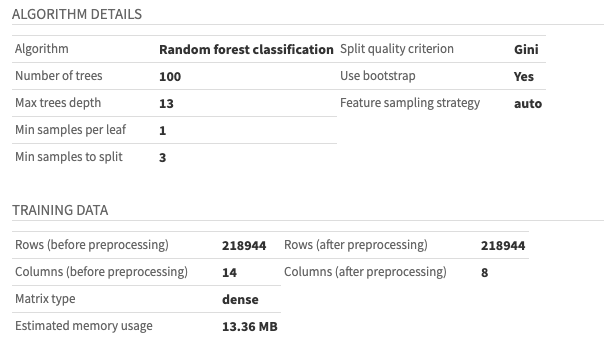 ALGORITHM DETAILS
Algorithm Random forest classification Split quality criterion Gini
Number of trees 100 Use bootstrap Yes
Max trees depth 13 Feature sampling strategy auto
Min samples per leaf 1
Min samples to split 3
TRAINING DATA
Rows (before preprocessing) 218944 Rows (after preprocessing) 218944
Columns (before preprocessing) 14 Columns (after preprocessing) 8
Matrix type dense
Estimated memory usage 13.36 MB